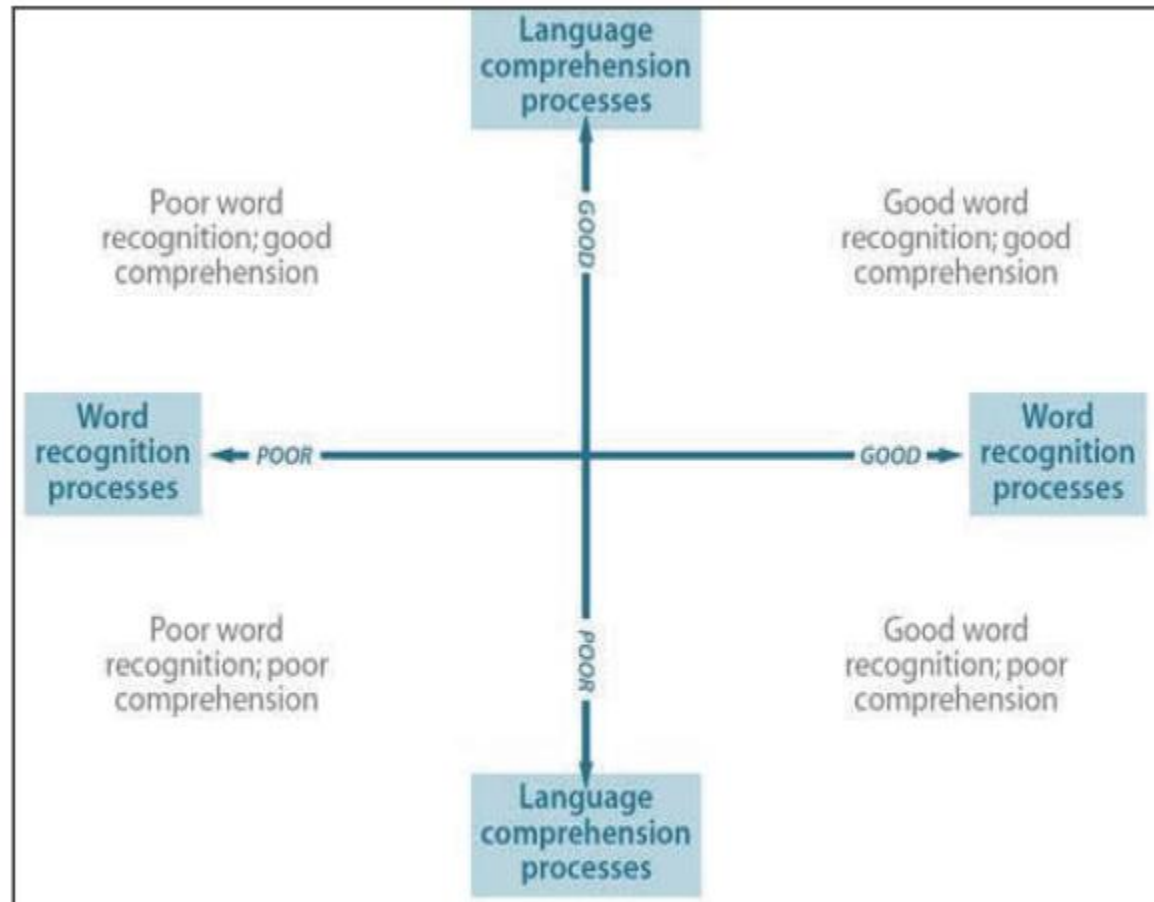 Language
comprehension
processes
GOOD
Poor word
recognition; good
comprehension
Good word
recognition; good
comprehension
Word
recognition
processes
POOR
GOOD
Word
recognition
processes
Poor word
recognition; poor
comprehension
POOR
Good word
recognition; poor
comprehension
Language
comprehension
processes